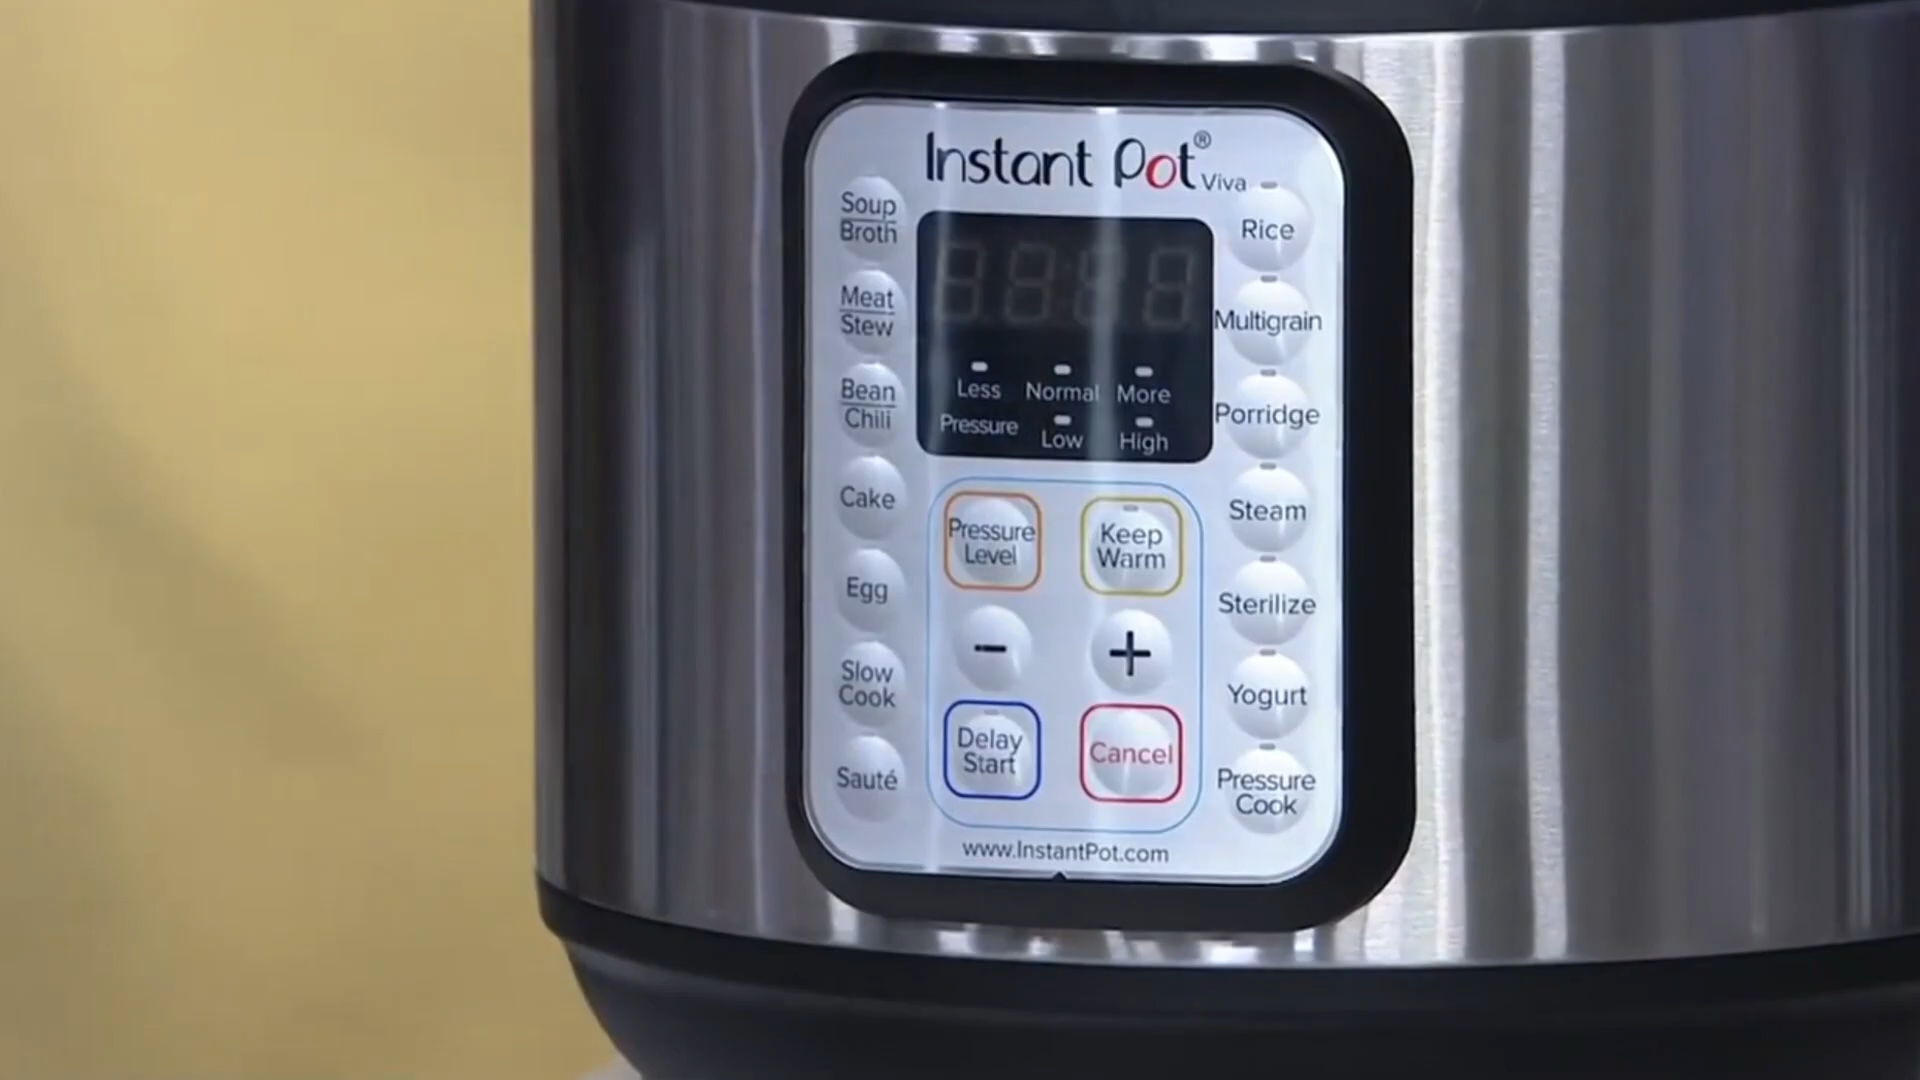 Instant Pot® Viva
Soup
Broth
Meat
Stew
Bean
Chili
Cake
Egg
Slow
Cook
Sauté
Less Normal More
Pressure Low High
Pressure
Level
Keep
Warm
- +
Delay
Start
Cancel
Rice
Multigrain
Porridge
Steam
Sterilize
Yogurt
Pressure
Cook
www.InstantPot.com